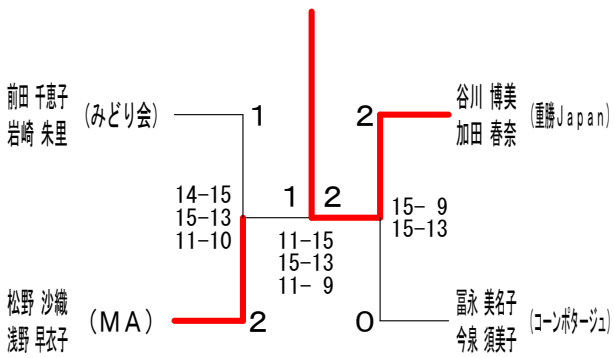 前田 千恵子
岩崎 朱里
(みどり会)
1
2
谷川 博美
加田 春奈
(重勝Japan)
14-15
15-13
11-10
1
2
11-15
15-13
11- 9
15- 9
15-13
松野 沙織
浅野 早衣子
(MA)
2
0
冨永 美名子
今泉 須美子
(コーンポタージュ)